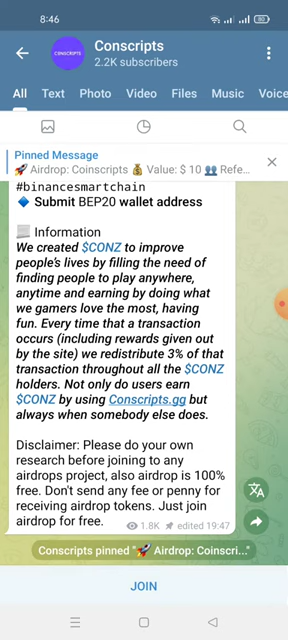 8:46
80
CONSCRIPTS
Conscripts
2.2K subscribers
All Text Photo Video Files Music Voice
Pinned Message
🚀 Airdrop: Coinscripts 💰 Value: $ 10 👥 Refe...
#binancesmartchain
🔹 Submit BEP20 wallet address
📃 Information
We created $CONZ to improve
people's lives by filling the need of
finding people to play anywhere,
anytime and earning by doing what
we gamers love the most, having
fun. Every time that a transaction
occurs (including rewards given out
by the site) we redistribute 3% of that
transaction throughout all the $CONZ
holders. Not only do users earn
$CONZ by using Conscripts.gg but
always when somebody else does.
Disclaimer: Please do your own
research before joining to any
airdrops project, also airdrop is 100%
free. Don't send any fee or penny for
receiving airdrop tokens. Just join
airdrop for free.
1.8K edited 19:47
Conscripts pinned "🚀 Airdrop: Coinscri..."
JOIN